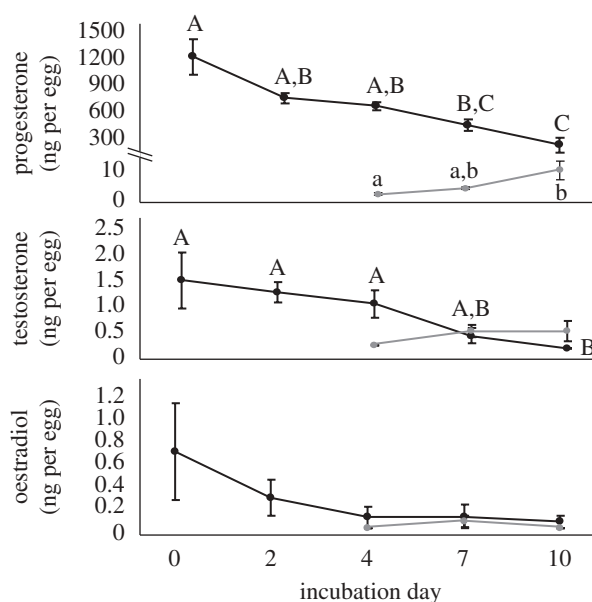 progesterone
(ng per egg)
1500
1200
900
600
300
10
0
A
A,B
A,B
B,C
C
a
a,b
b
testosterone
(ng per egg)
2.5
2.0
1.5
1.0
0.5
0
A
A
A
A,B
B
oestradiol
(ng per egg)
1.2
1.0
0.8
0.6
0.4
0.2
0
0 2 4 7 10
incubation day